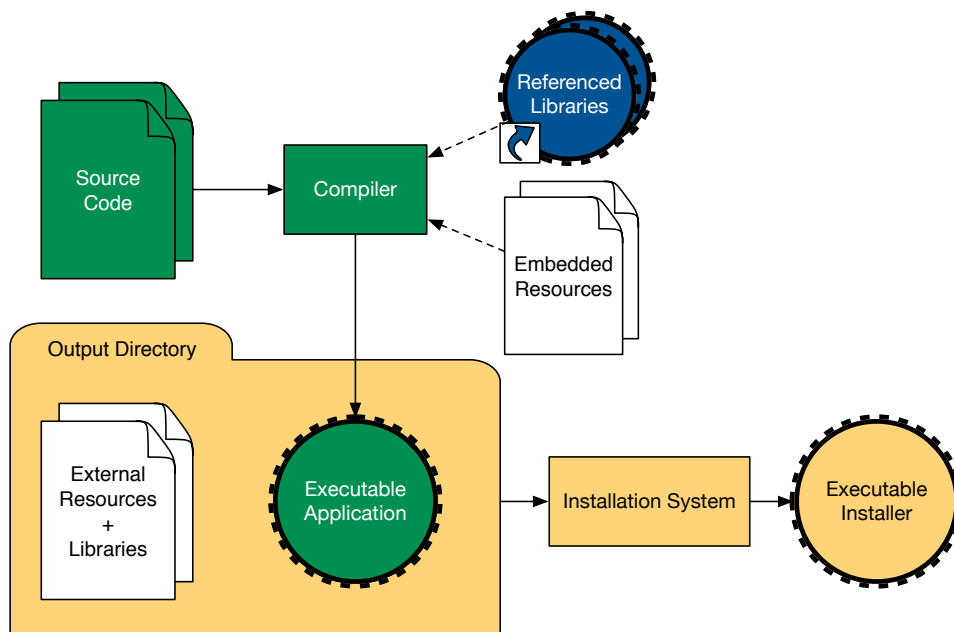 Referenced
Libraries
Source
Code
Compiler
Embedded
Resources
Output Directory
External
Resources
+
Libraries
Executable
Application
Installation System
Executable
Installer